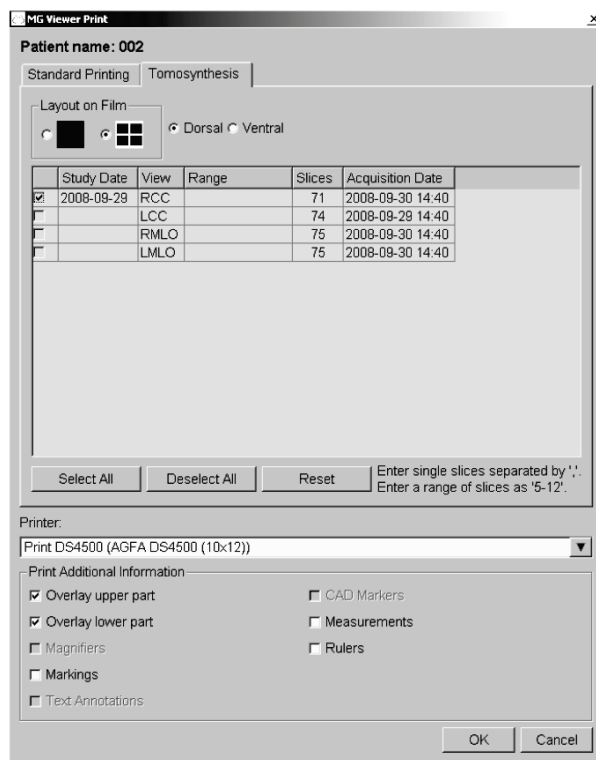 MG Viewer Print
Patient name: 002
Standard Printing Tomosynthesis
Layout on Film
Dorsal Ventral
Study Date View Range Slices Acquisition Date
2008-09-29 RCC 71 2008-09-30 14:40
LCC 74 2008-09-29 14:40
RMLO 75 2008-09-30 14:40
LMLO 75 2008-09-30 14:40
Select All Deselect All Reset Enter single slices separated by ','.
Enter a range of slices as '5-12'.
Printer:
Print DS4500 (AGFA DS4500 (10x12))
Print Additional Information
Overlay upper part CAD Markers
Overlay lower part Measurements
Magnifiers Rulers
Markings
Text Annotations
OK Cancel